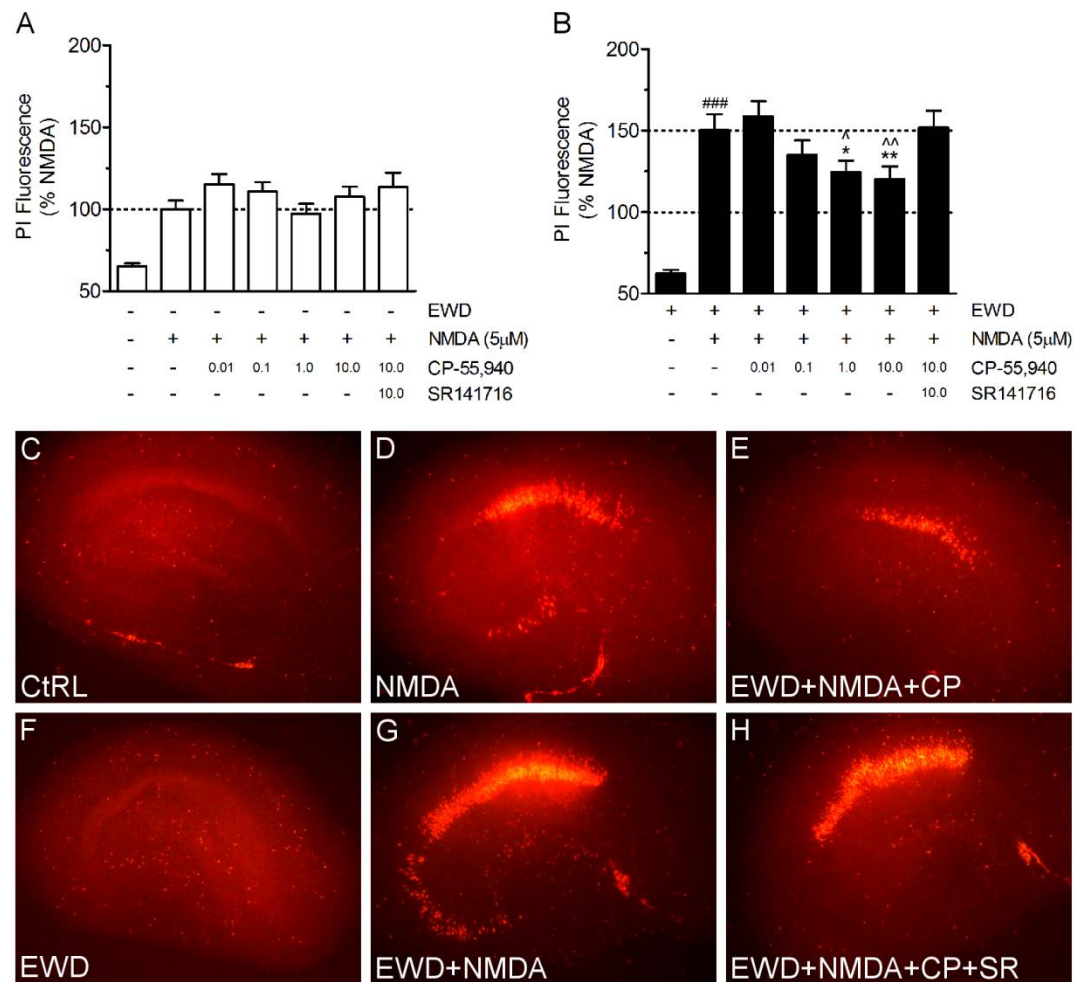 A
PI Fluorescence
(% NMDA)
200
150
100
50
- - - - - - - EWD
- + + + + + + NMDA (5μM)
- - 0.01 0.1 1.0 10.0 10.0 CP-55,940
- - - - - - 10.0 SR141716
B
PI Fluorescence
(% NMDA)
200
150
100
50
###
^
*
^^
**
+ + + + + + + EWD
- + + + + + + NMDA (5μM)
- - 0.01 0.1 1.0 10.0 10.0 CP-55,940
- - - - - - 10.0 SR141716
C
CtRL
D
NMDA
E
EWD+NMDA+CP
F
EWD
G
EWD+NMDA
H
EWD+NMDA+CP+SR